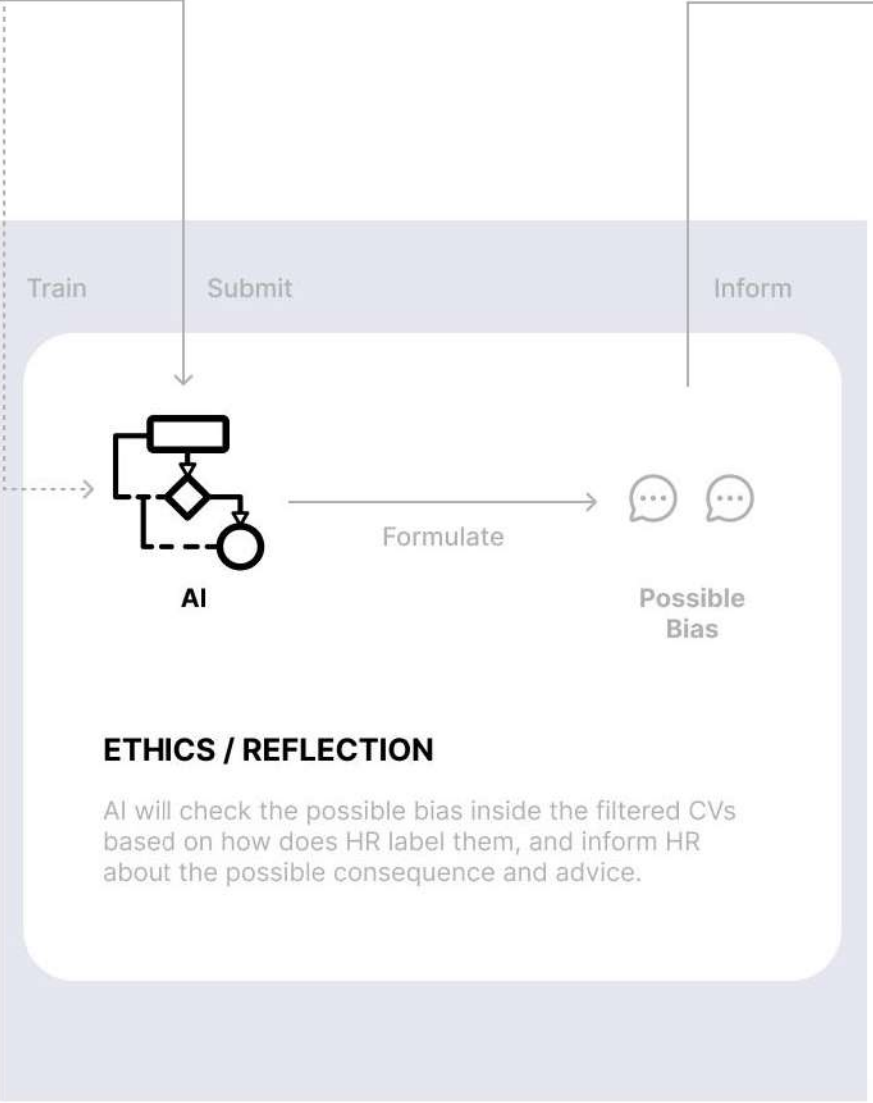 Train
Submit
Inform
Formulate
AI
Possible
Bias
ETHICS / REFLECTION
AI will check the possible bias inside the filtered CVs
based on how does HR label them, and inform HR
about the possible consequence and advice.